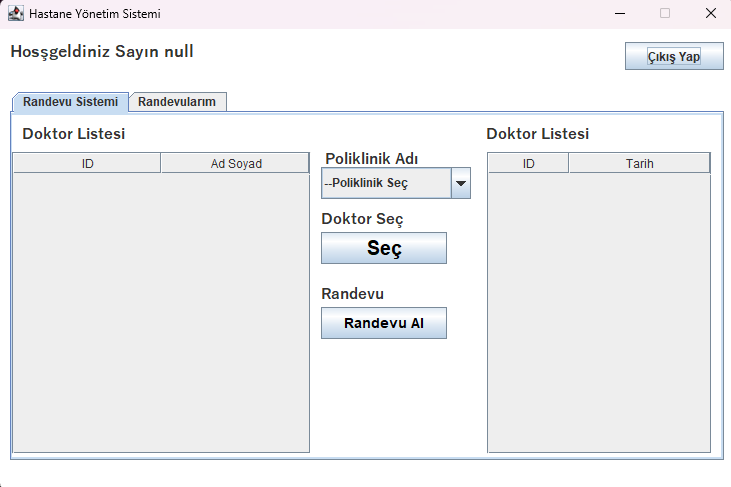 Hastane Yönetim Sistemi
Hosşgeldiniz Sayın null
Çıkış Yap
Randevu Sistemi
Randevularım
Doktor Listesi
ID
Ad Soyad
Poliklinik Adı
--Poliklinik Seç
Doktor Seç
Seç
Randevu
Randevu Al
Doktor Listesi
ID
Tarih